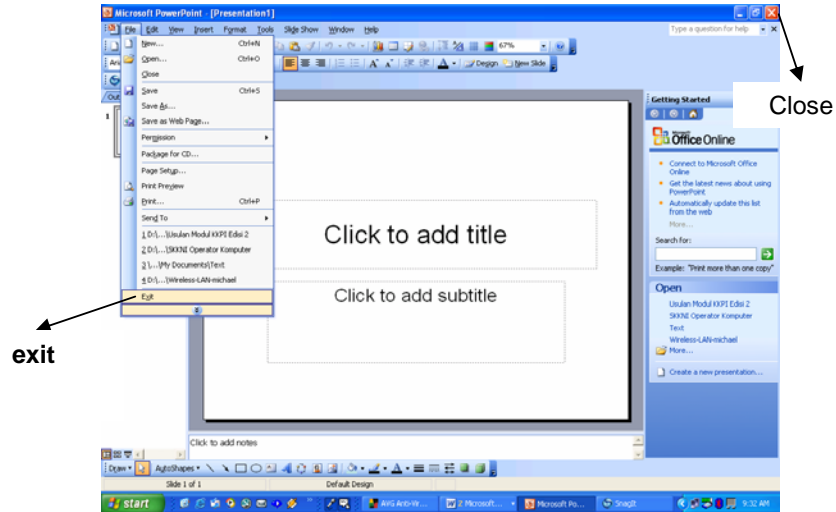 Microsoft PowerPoint - [Presentation1]
File Edit View Insert Format Tools Slide Show Window Help
Type a question for help
67%
Design New Slide
New... Ctrl+N
Open... Ctrl+O
Close
Save Ctrl+S
Save As...
Save as Web Page...
Permission
Package for CD...
Page Setup...
Print Preview
Print... Ctrl+P
Send To
1 D:\...\Usulan Modul KKPI Edisi 2
2 D:\...\SKKNI Operator Komputer
3 \...\My Documents\Text
4 D:\...\Wireless-LAN-michael
Exit
exit
Close
1
Click to add title
Click to add subtitle
Click to add notes
Getting Started
Microsoft
Office Online
Connect to Microsoft Office Online
Get the latest news about using PowerPoint
Automatically update this list from the web
More...
Search for:
Example: "Print more than one copy"
Open
Usulan Modul KKPI Edisi 2
SKKNI Operator Komputer
Text
Wireless-LAN-michael
More...
Create a new presentation...
Draw AutoShapes
Slide 1 of 1 Default Design
start AVG Anti-Vir... 2 Microsoft... Microsoft Po... SnagIt 9:32 AM